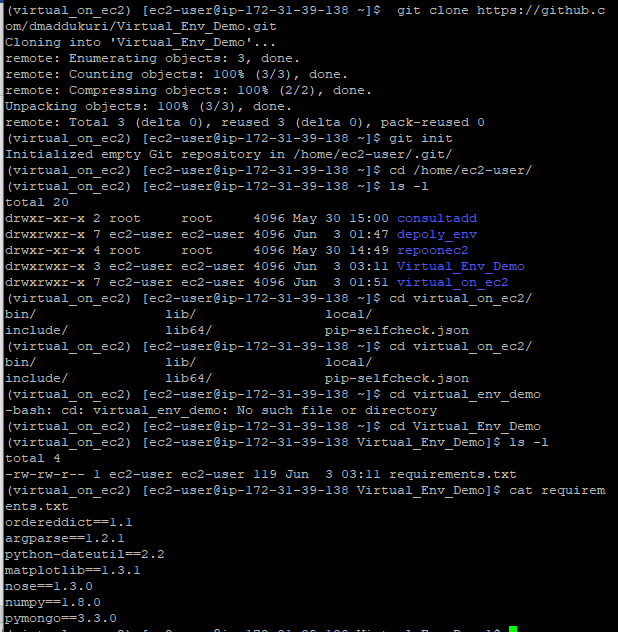 (virtual_on_ec2) [ec2-user@ip-172-31-39-138 ~]$  git clone https://github.c
om/dmaddukuri/Virtual_Env_Demo.git
Cloning into 'Virtual_Env_Demo'...
remote: Enumerating objects: 3, done.
remote: Counting objects: 100% (3/3), done.
remote: Compressing objects: 100% (2/2), done.
Unpacking objects: 100% (3/3), done.
remote: Total 3 (delta 0), reused 3 (delta 0), pack-reused 0
(virtual_on_ec2) [ec2-user@ip-172-31-39-138 ~]$ git init
Initialized empty Git repository in /home/ec2-user/.git/
(virtual_on_ec2) [ec2-user@ip-172-31-39-138 ~]$ cd /home/ec2-user/
(virtual_on_ec2) [ec2-user@ip-172-31-39-138 ~]$ ls -l
total 20
drwxr-xr-x 2 root     root     4096 May 30 15:00 consultadd
drwxrwxr-x 7 ec2-user ec2-user 4096 Jun  3 01:47 depoly_env
drwxr-xr-x 4 root     root     4096 May 30 14:49 repoonec2
drwxrwxr-x 3 ec2-user ec2-user 4096 Jun  3 03:11 Virtual_Env_Demo
drwxrwxr-x 7 ec2-user ec2-user 4096 Jun  3 01:51 virtual_on_ec2
(virtual_on_ec2) [ec2-user@ip-172-31-39-138 ~]$ cd virtual_on_ec2/
bin/                lib/                local/
include/            lib64/              pip-selfcheck.json
(virtual_on_ec2) [ec2-user@ip-172-31-39-138 ~]$ cd virtual_on_ec2/
bin/                lib/                local/
include/            lib64/              pip-selfcheck.json
(virtual_on_ec2) [ec2-user@ip-172-31-39-138 ~]$ cd virtual_env_demo
-bash: cd: virtual_env_demo: No such file or directory
(virtual_on_ec2) [ec2-user@ip-172-31-39-138 ~]$ cd Virtual_Env_Demo
(virtual_on_ec2) [ec2-user@ip-172-31-39-138 Virtual_Env_Demo]$ ls -l
total 4
-rw-rw-r-- 1 ec2-user ec2-user 119 Jun  3 03:11 requirements.txt
(virtual_on_ec2) [ec2-user@ip-172-31-39-138 Virtual_Env_Demo]$ cat requirem
ents.txt
ordereddict==1.1
argparse==1.2.1
python-dateutil==2.2
matplotlib==1.3.1
nose==1.3.0
numpy==1.8.0
pymongo==3.3.0
(virtual_on_ec2) [ec2-user@ip-172-31-39-138 Virtual_Env_Demo]$